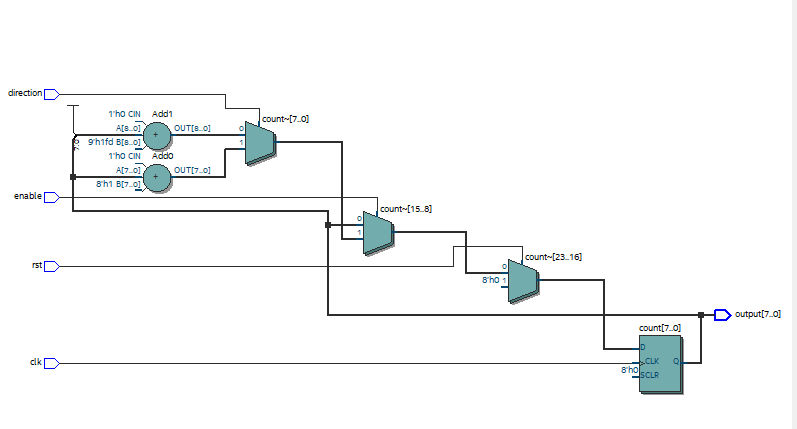 direction
1'h0 CIN Add1
A[8..0] OUT[8..0]
9'h1fd B[8..0]
1'h0 CIN Add0
A[7..0] OUT[7..0]
8'h1 B[7..0]
+
+
7:0
count~[7..0]
0
1
enable
count~[15..8]
0
1
rst
count~[23..16]
0
8'h0 1
output[7..0]
count[7..0]
D
clk
CLK Q
8'h0
SCLR